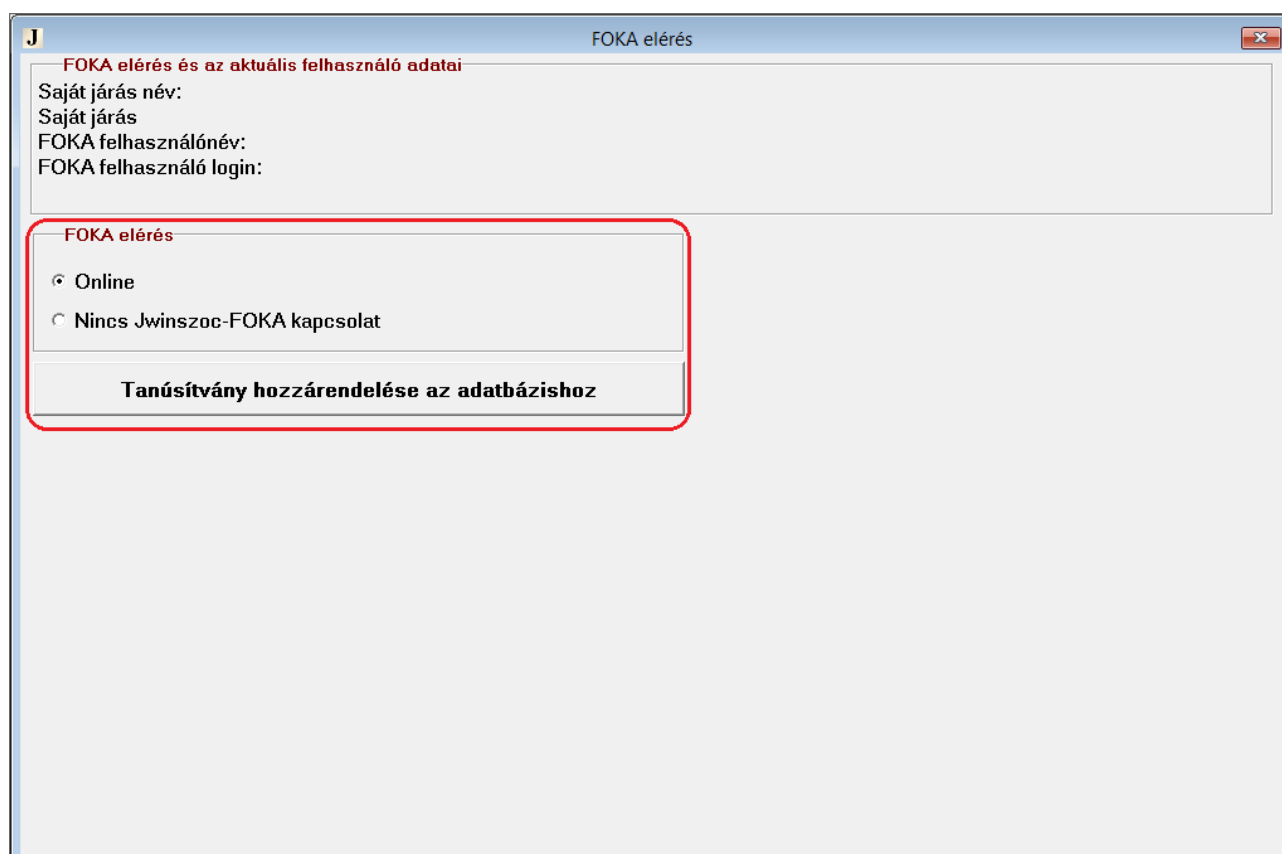 J
FOKA elérés
FOKA elérés és az aktuális felhasználó adatai
Saját járás név:
Saját járás
FOKA felhasználónév:
FOKA felhasználó login:
FOKA elérés
Online
Nincs Jwinszoc-FOKA kapcsolat
Tanúsítvány hozzárendelése az adatbázishoz